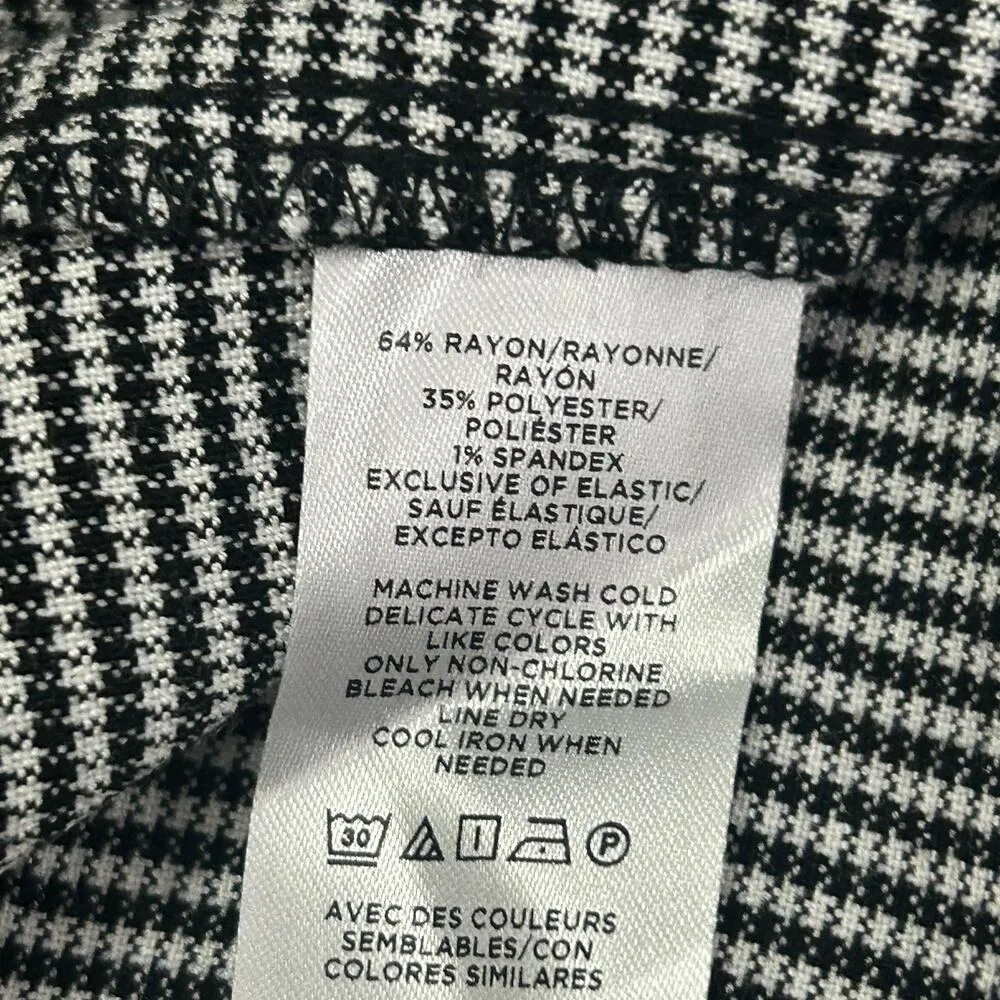 64% RAYON/RAYONNE/
RAYÓN
35% POLYESTER/
POLIÉSTER
1% SPANDEX
EXCLUSIVE OF ELASTIC/
SAUF ÉLASTIQUE/
EXCEPTO ELÁSTICO
MACHINE WASH COLD
DELICATE CYCLE WITH
LIKE COLORS
ONLY NON-CHLORINE
BLEACH WHEN NEEDED
LINE DRY
COOL IRON WHEN
NEEDED
30 P
AVEC DES COULEURS
SEMBLABLES/CON
COLORES SIMILARES